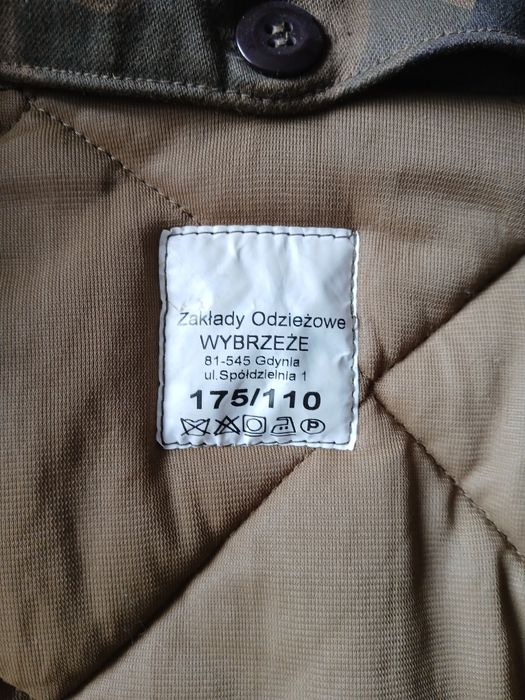 Zakłady Odzieżowe
WYBRZEŻE
81-545 Gdynia
ul.Spółdzielnia 1
175/110
P